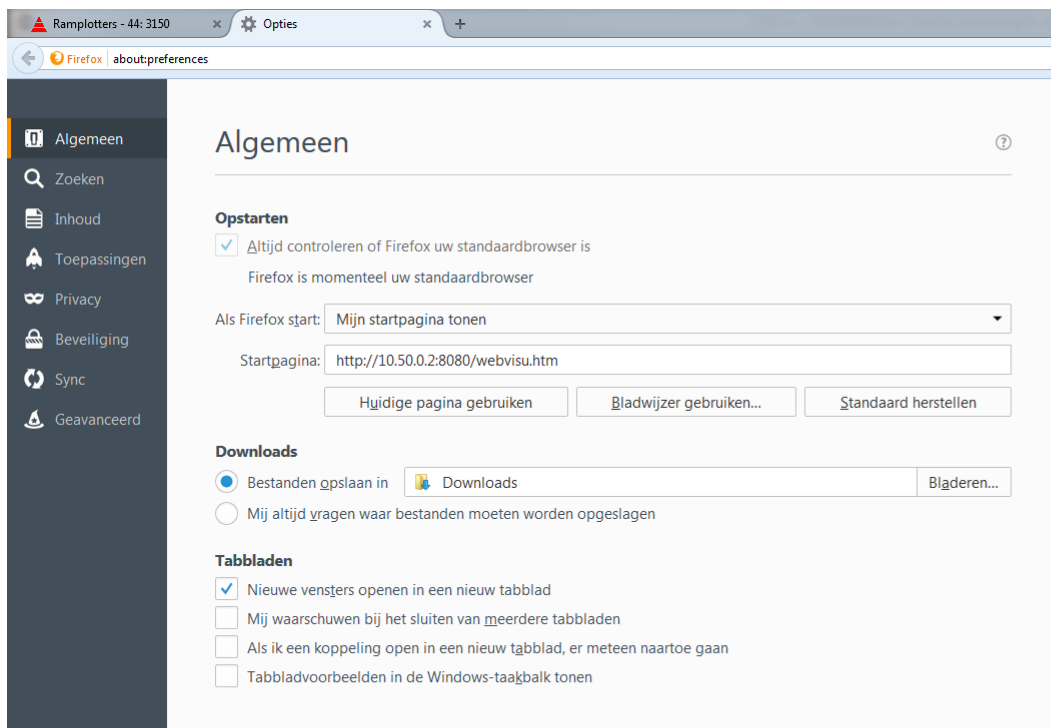 Ramplotters - 44: 3150
Opties
Firefox about:preferences
Algemeen
Zoeken
Inhoud
Toepassingen
Privacy
Beveiliging
Sync
Geavanceerd
Algemeen
Opstarten
Altijd controleren of Firefox uw standaardbrowser is
Firefox is momenteel uw standaardbrowser
Als Firefox start: Mijn startpagina tonen
Startpagina: http://10.50.0.2:8080/webvisu.htm
Huidige pagina gebruiken Bladwijzer gebruiken... Standaard herstellen
Downloads
Bestanden opslaan in Downloads Bladeren...
Mij altijd vragen waar bestanden moeten worden opgeslagen
Tabbladen
Nieuwe vensters openen in een nieuw tabblad
Mij waarschuwen bij het sluiten van meerdere tabbladen
Als ik een koppeling open in een nieuw tabblad, er meteen naartoe gaan
Tabbladvoorbeelden in de Windows-taakbalk tonen